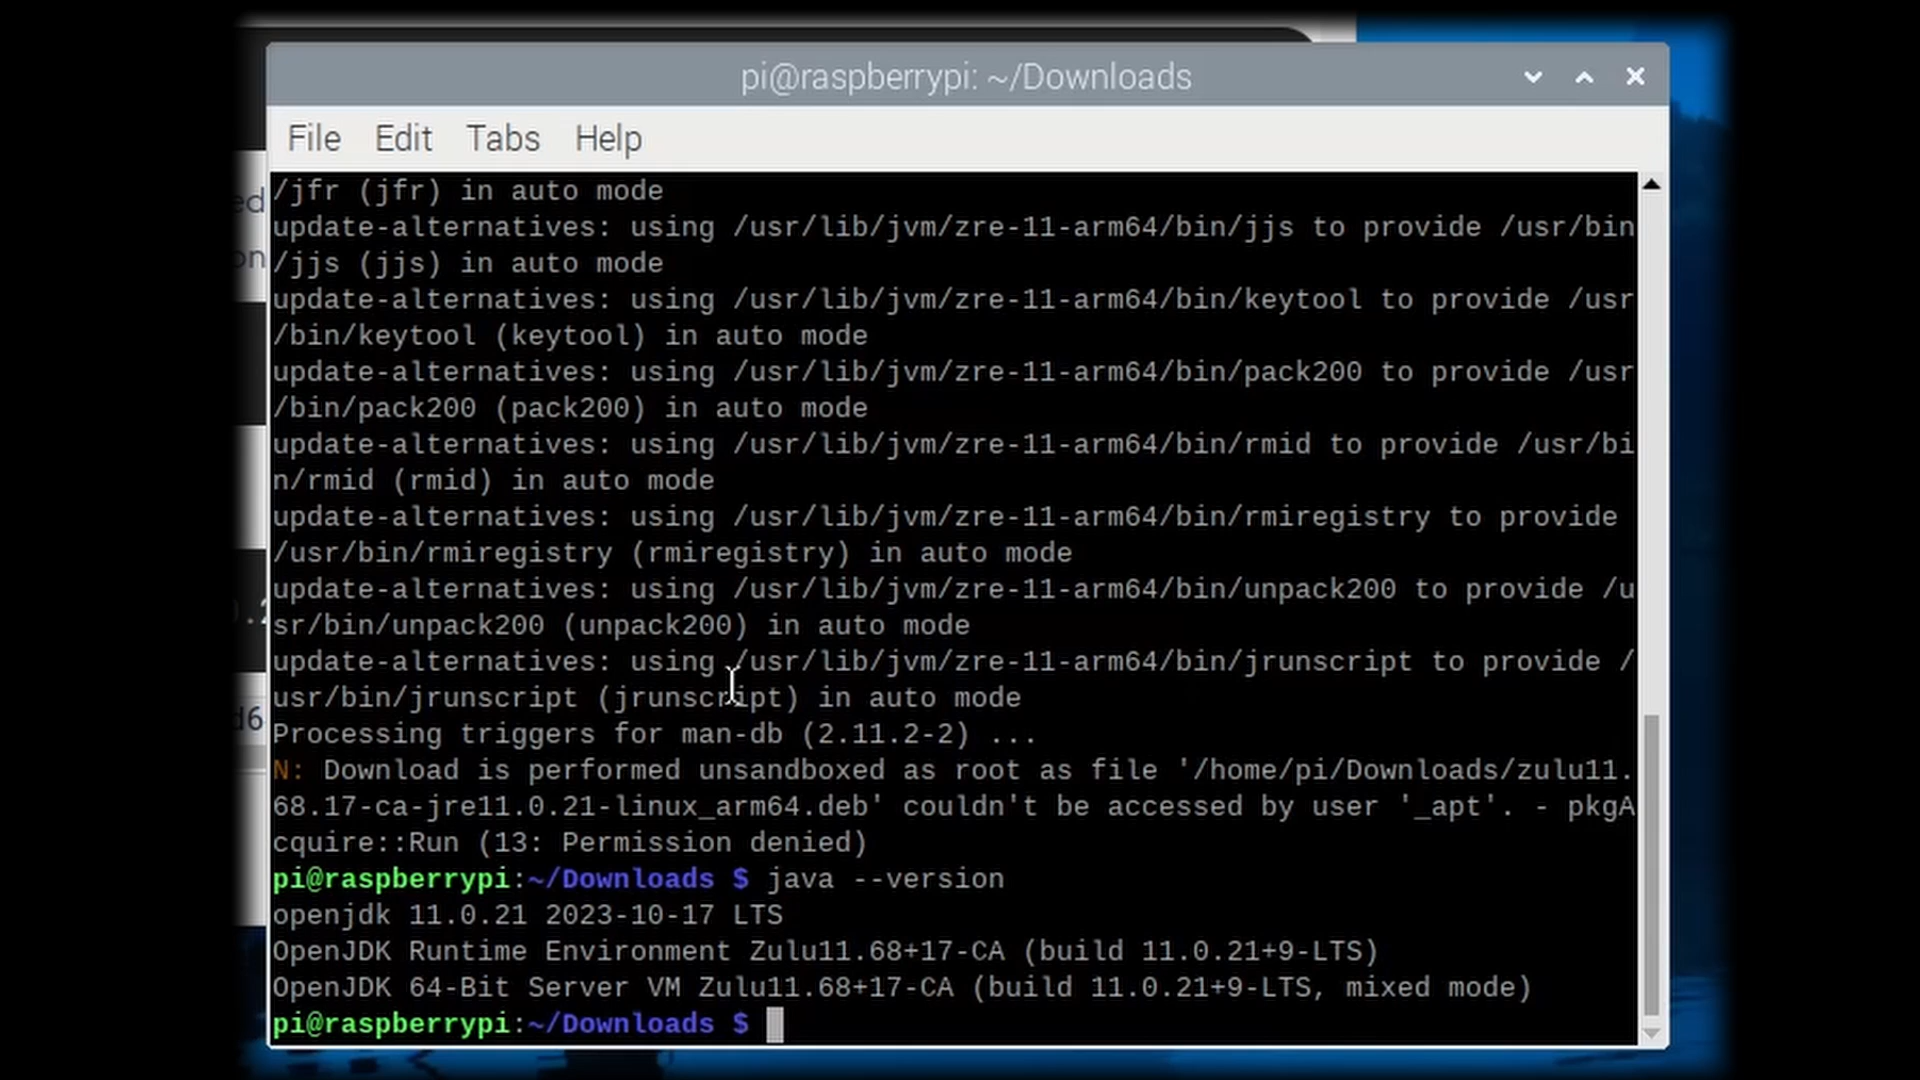 pi@raspberrypi: ~/Downloads
File Edit Tabs Help
/jfr (jfr) in auto mode
update-alternatives: using /usr/lib/jvm/zre-11-arm64/bin/jjs to provide /usr/bin
/jjs (jjs) in auto mode
update-alternatives: using /usr/lib/jvm/zre-11-arm64/bin/keytool to provide /usr
/bin/keytool (keytool) in auto mode
update-alternatives: using /usr/lib/jvm/zre-11-arm64/bin/pack200 to provide /usr
/bin/pack200 (pack200) in auto mode
update-alternatives: using /usr/lib/jvm/zre-11-arm64/bin/rmid to provide /usr/bi
n/rmid (rmid) in auto mode
update-alternatives: using /usr/lib/jvm/zre-11-arm64/bin/rmiregistry to provide
/usr/bin/rmiregistry (rmiregistry) in auto mode
update-alternatives: using /usr/lib/jvm/zre-11-arm64/bin/unpack200 to provide /u
sr/bin/unpack200 (unpack200) in auto mode
update-alternatives: using /usr/lib/jvm/zre-11-arm64/bin/jrunscript to provide /
usr/bin/jrunscript (jrunscript) in auto mode
Processing triggers for man-db (2.11.2-2) ...
N: Download is performed unsandboxed as root as file '/home/pi/Downloads/zulu11.
68.17-ca-jre11.0.21-linux_arm64.deb' couldn't be accessed by user '_apt'. - pkgA
cquire::Run (13: Permission denied)
pi@raspberrypi:~/Downloads $ java --version
openjdk 11.0.21 2023-10-17 LTS
OpenJDK Runtime Environment Zulu11.68+17-CA (build 11.0.21+9-LTS)
OpenJDK 64-Bit Server VM Zulu11.68+17-CA (build 11.0.21+9-LTS, mixed mode)
pi@raspberrypi:~/Downloads $